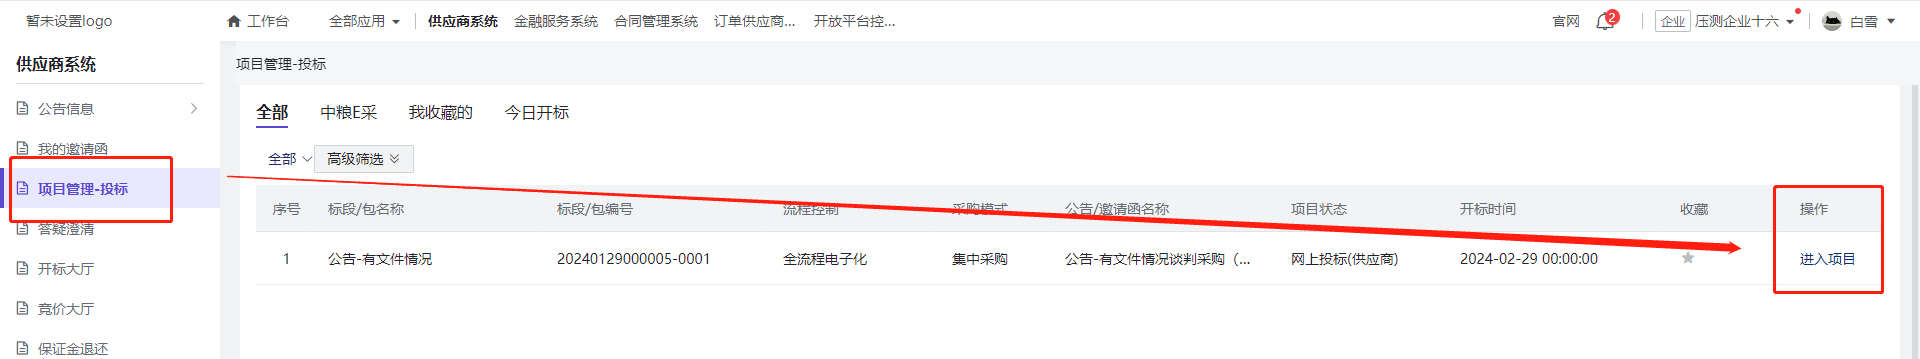 暂未设置logo
工作台 全部应用 供应商系统 金融服务系统 合同管理系统 订单供应商... 开放平台控... 官网 2 企业 压测企业十六 白雪
供应商系统
公告信息
我的邀请函
项目管理-投标
答疑澄清
开标大厅
竞价大厅
保证金退还
项目管理-投标
全部 中粮E采 我收藏的 今日开标
全部 高级筛选
序号 标段/包名称 标段/包编号 流程控制 采购模式 公告/邀请函名称 项目状态 开标时间 收藏 操作
1 公告-有文件情况 20240129000005-0001 全流程电子化 集中采购 公告-有文件情况谈判采购（... 网上投标(供应商) 2024-02-29 00:00:00 进入项目